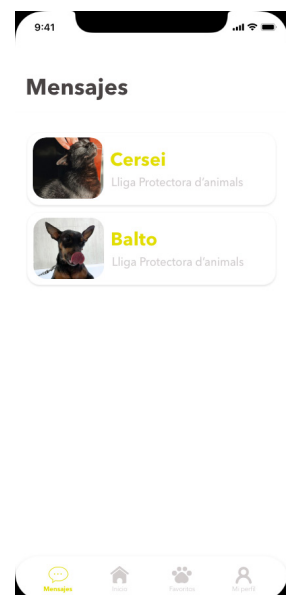 9:41
Mensajes
Cersei
Lliga Protectora d'animals
Balto
Lliga Protectora d'animals
Mensajes
Inicio
Favoritos
Mi perfil